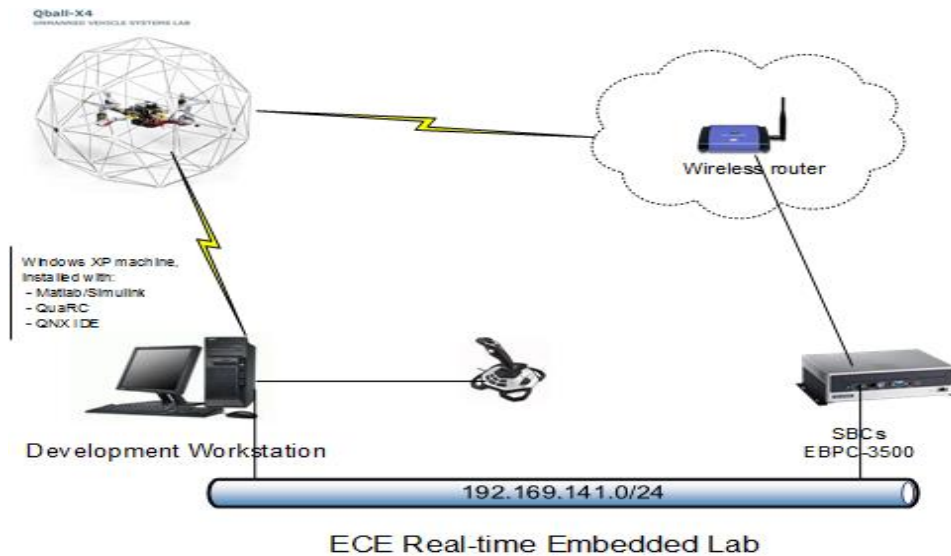 Qball-X4
UNMANNED VEHICLE SYSTEMS LAB
Wireless router
Windows XP machine,
Installed with:
- Matlab/Simulink
- QuaRC
- QNX IDE
Development Workstation
SBCs
EBPC-3500
192.169.141.0/24
ECE Real-time Embedded Lab